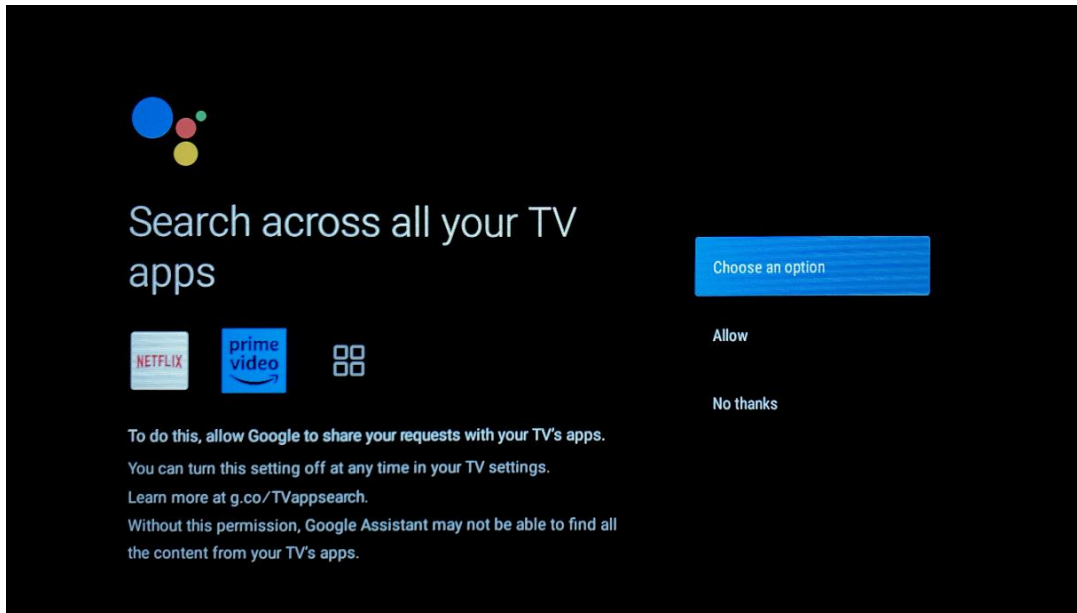 Search across all your TV
apps
NETFLIX
prime
video
To do this, allow Google to share your requests with your TV's apps.
You can turn this setting off at any time in your TV settings.
Learn more at g.co/TVappsearch.
Without this permission, Google Assistant may not be able to find all
the content from your TV's apps.
Choose an option
Allow
No thanks